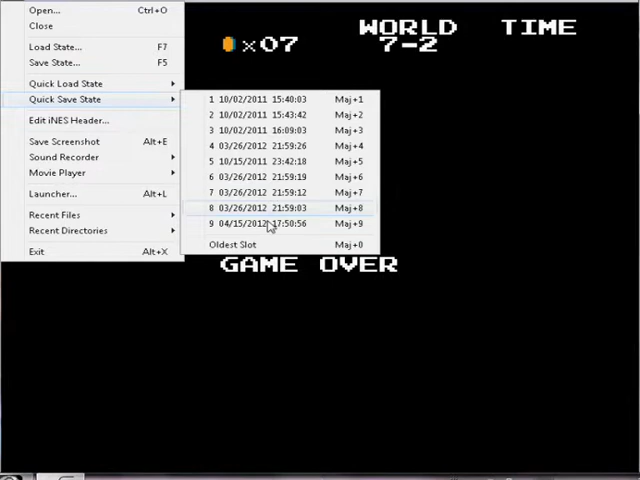 Open... Ctrl+O
Close
Load State... F7
Save State... F5
Quick Load State
Quick Save State
Edit iNES Header...
Save Screenshot Alt+E
Sound Recorder
Movie Player
Launcher... Alt+L
Recent Files
Recent Directories
Exit Alt+X
1 10/02/2011 15:40:03 Maj+1
2 10/02/2011 15:43:42 Maj+2
3 10/02/2011 16:09:03 Maj+3
4 03/26/2012 21:59:26 Maj+4
5 10/15/2011 23:42:18 Maj+5
6 03/26/2012 21:59:19 Maj+6
7 03/26/2012 21:59:12 Maj+7
8 03/26/2012 21:59:03 Maj+8
9 04/15/2012 17:50:56 Maj+9
Oldest Slot Maj+0
WORLD TIME
×07 7-2
GAME OVER